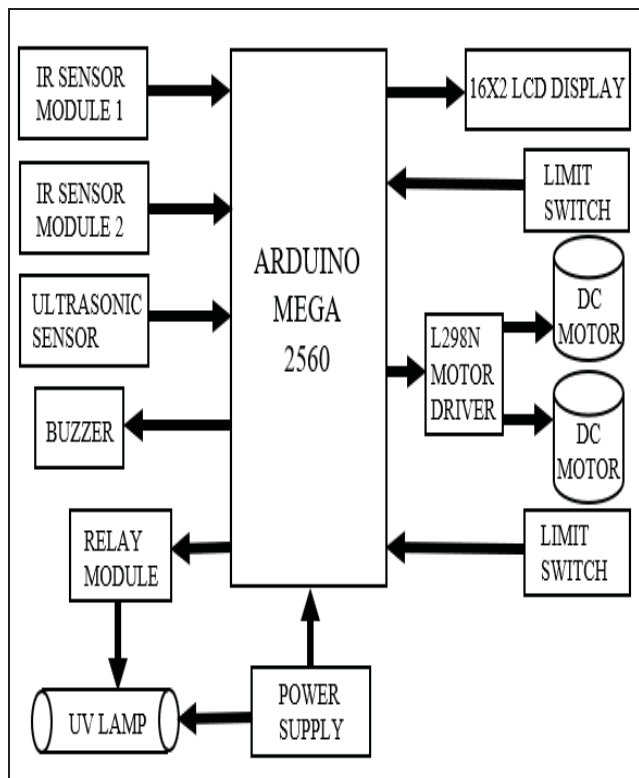 IR SENSOR
MODULE 1
IR SENSOR
MODULE 2
ULTRASONIC
SENSOR
BUZZER
RELAY
MODULE
UV LAMP
ARDUINO
MEGA
2560
POWER
SUPPLY
16X2 LCD DISPLAY
LIMIT
SWITCH
DC
MOTOR
L298N
MOTOR
DRIVER
DC
MOTOR
LIMIT
SWITCH